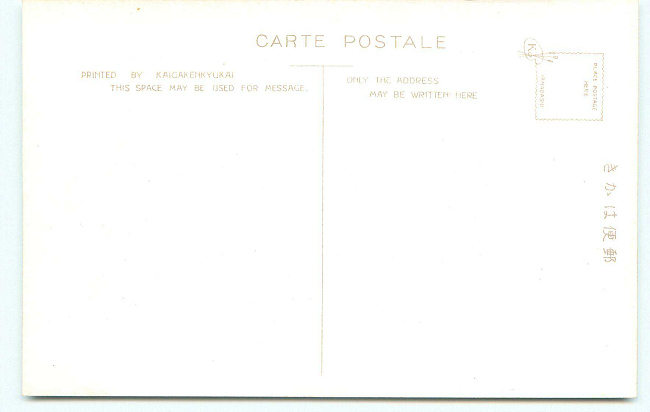 CARTE POSTALE
PRINTED BY KAIGAKENKYUKAI
THIS SPACE MAY BE USED FOR MESSAGE.
ONLY THE ADDRESS
MAY BE WRITTEN HERE
PLACE POSTAGE
HERE
きかは便郵